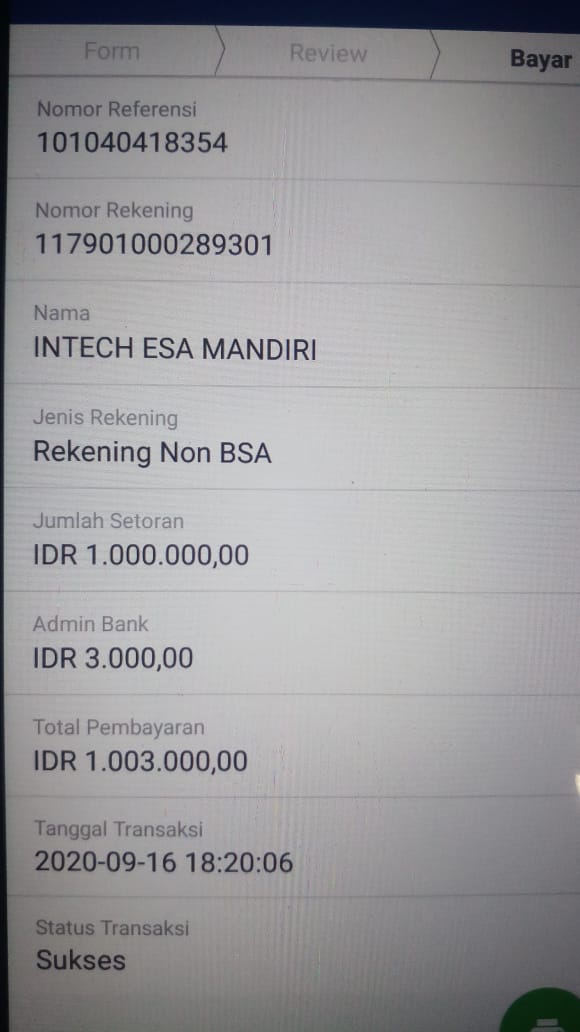 Form
Review
Bayar
Nomor Referensi
101040418354
Nomor Rekening
117901000289301
Nama
INTECH ESA MANDIRI
Jenis Rekening
Rekening Non BSA
Jumlah Setoran
IDR 1.000.000,00
Admin Bank
IDR 3.000,00
Total Pembayaran
IDR 1.003.000,00
Tanggal Transaksi
2020-09-16 18:20:06
Status Transaksi
Sukses